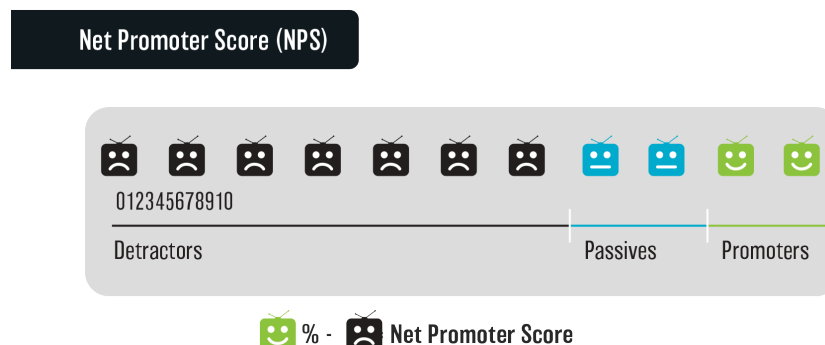 Net Promoter Score (NPS)
012345678910
Detractors Passives Promoters
% - Net Promoter Score